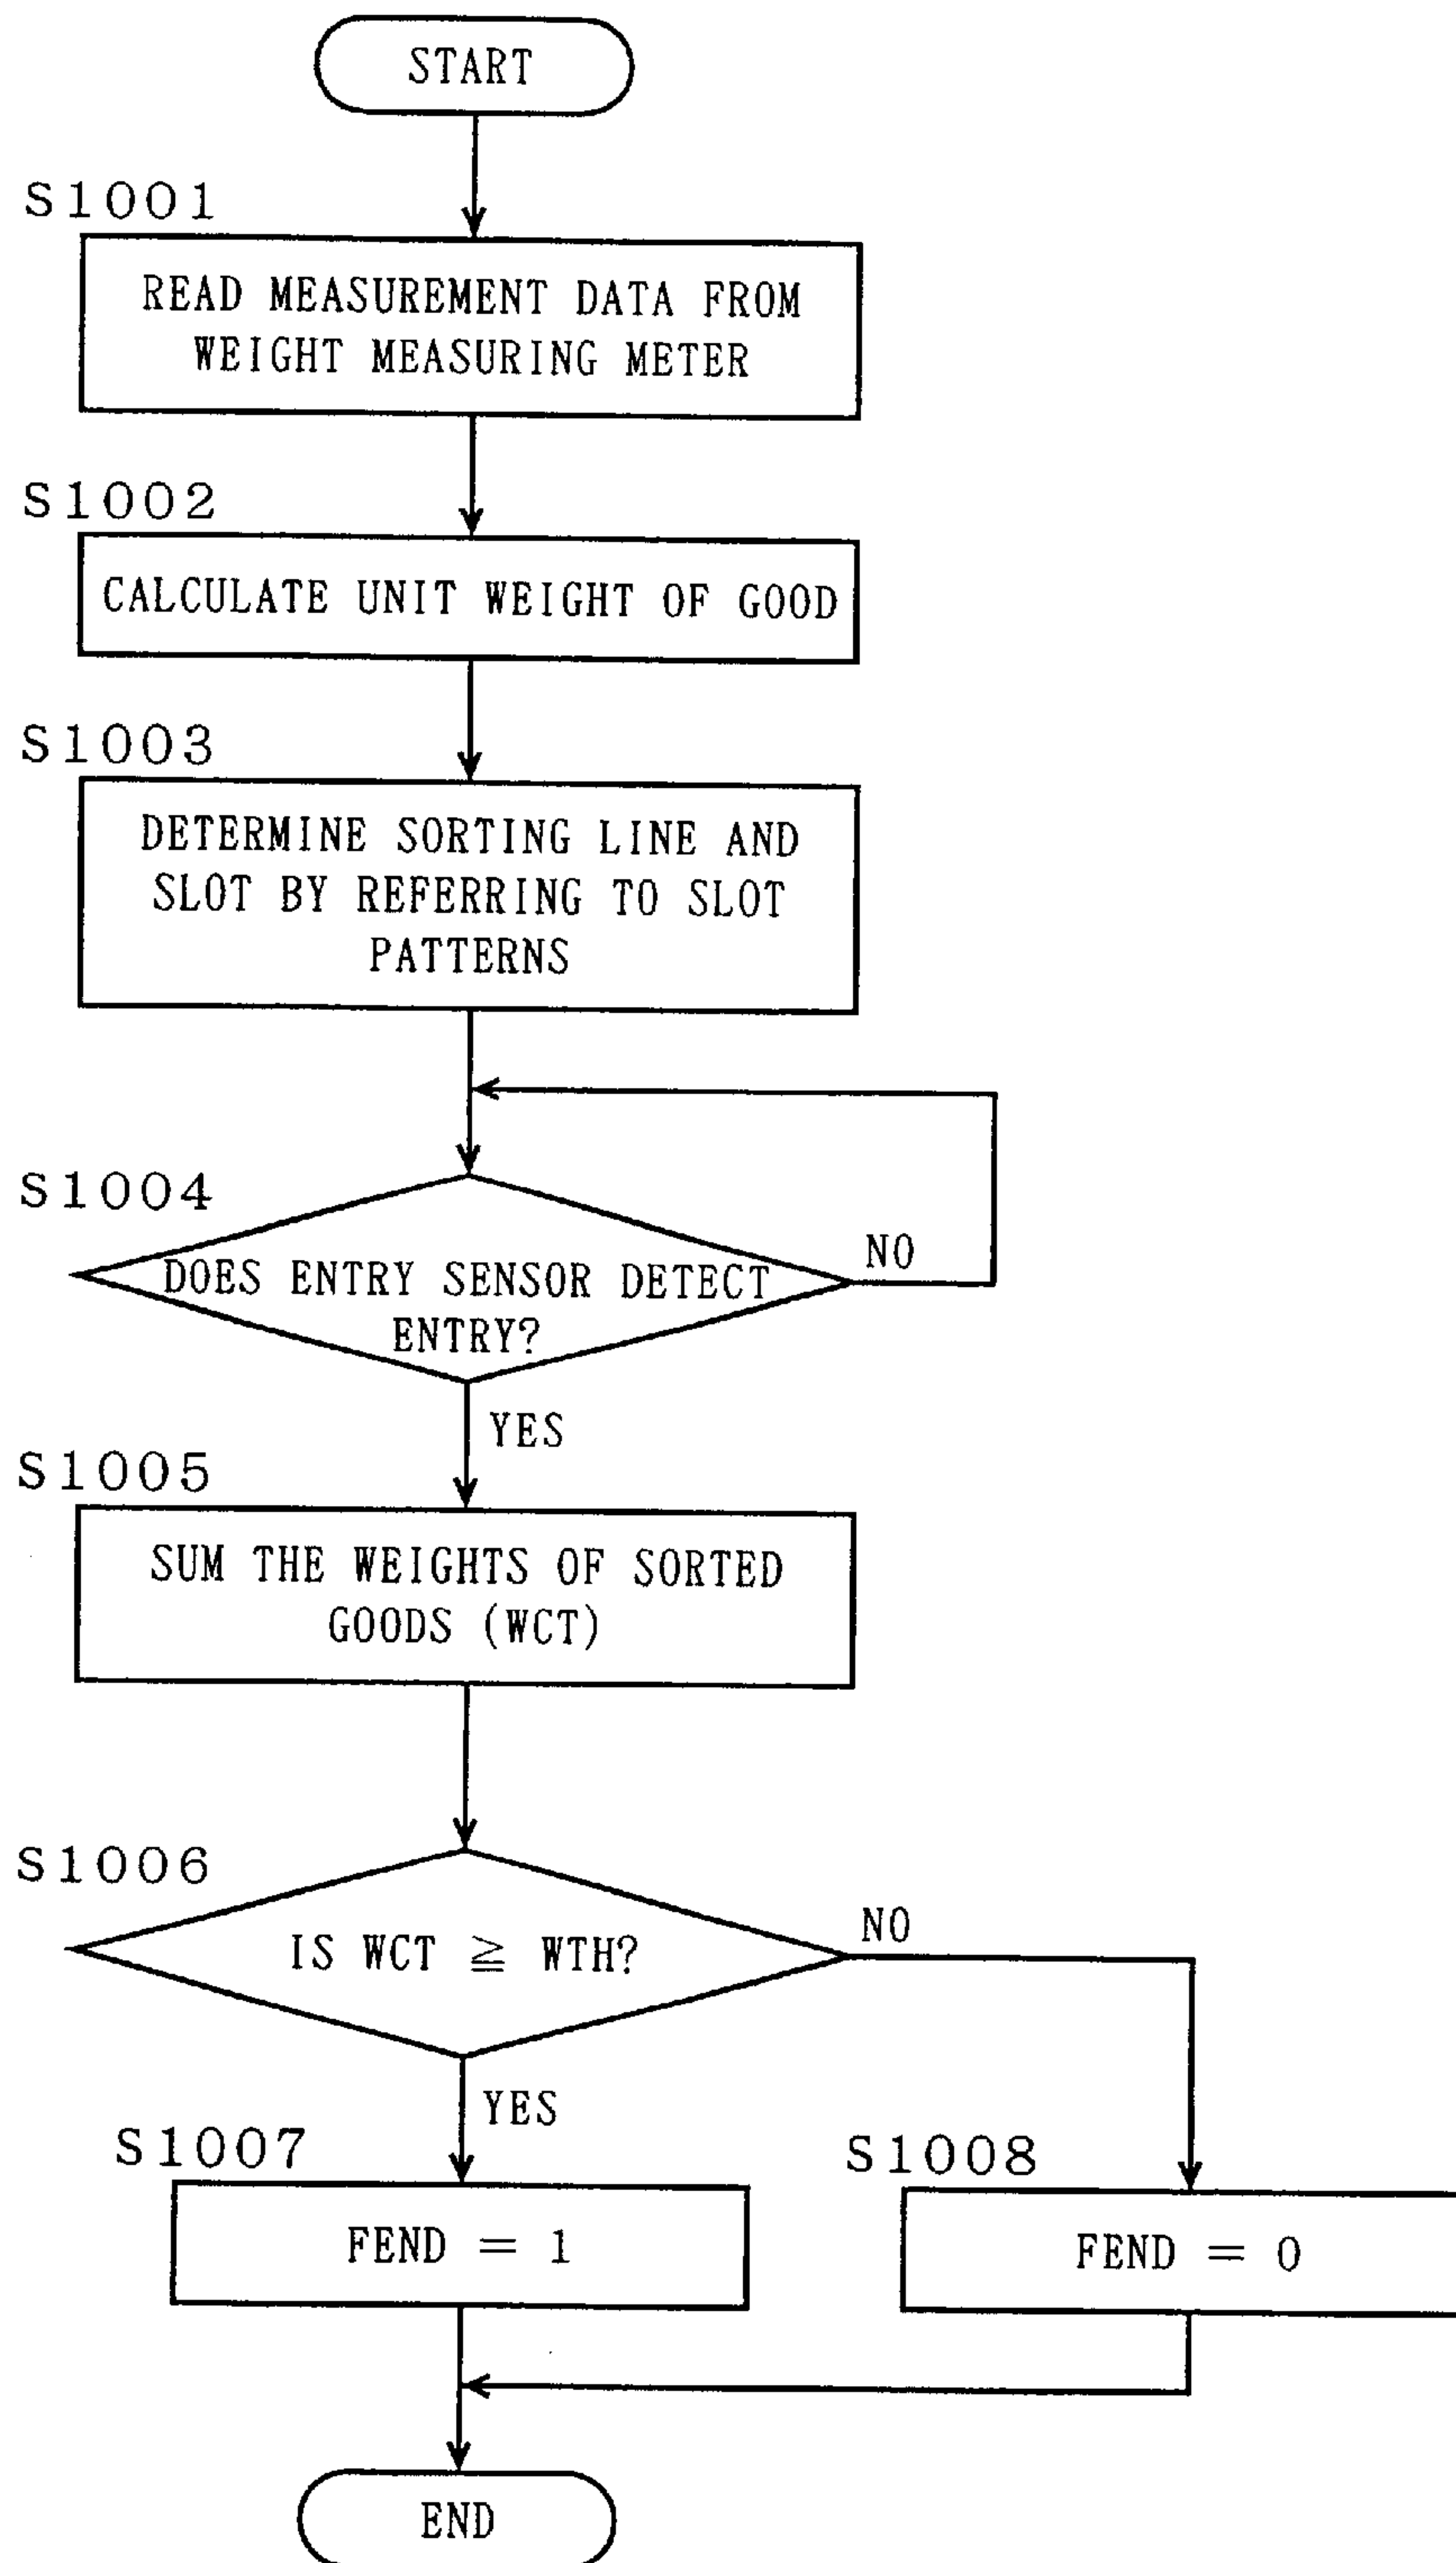 START
S1001
READ MEASUREMENT DATA FROM
WEIGHT MEASURING METER
S1002
CALCULATE UNIT WEIGHT OF GOOD
S1003
DETERMINE SORTING LINE AND
SLOT BY REFERRING TO SLOT
PATTERNS
S1004
DOES ENTRY SENSOR DETECT
ENTRY?
NO
YES
S1005
SUM THE WEIGHTS OF SORTED
GOODS (WCT)
S1006
IS WCT ≧ WTH?
NO
YES
S1007
FEND = 1
S1008
FEND = 0
END